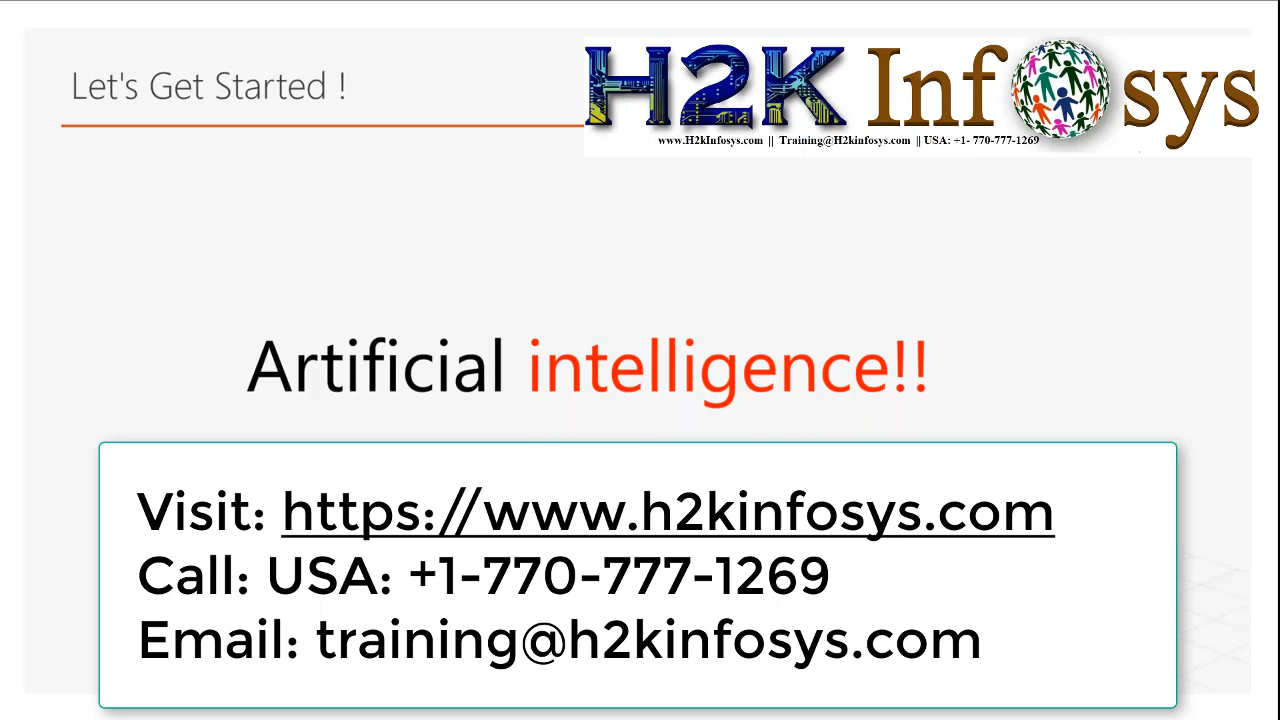 Let's Get Started !
H2K Infosys
www.H2kInfosys.com || Training@H2kinfosys.com || USA: +1- 770-777-1269
Artificial intelligence!!
Visit: https://www.h2kinfosys.com
Call: USA: +1-770-777-1269
Email: training@h2kinfosys.com